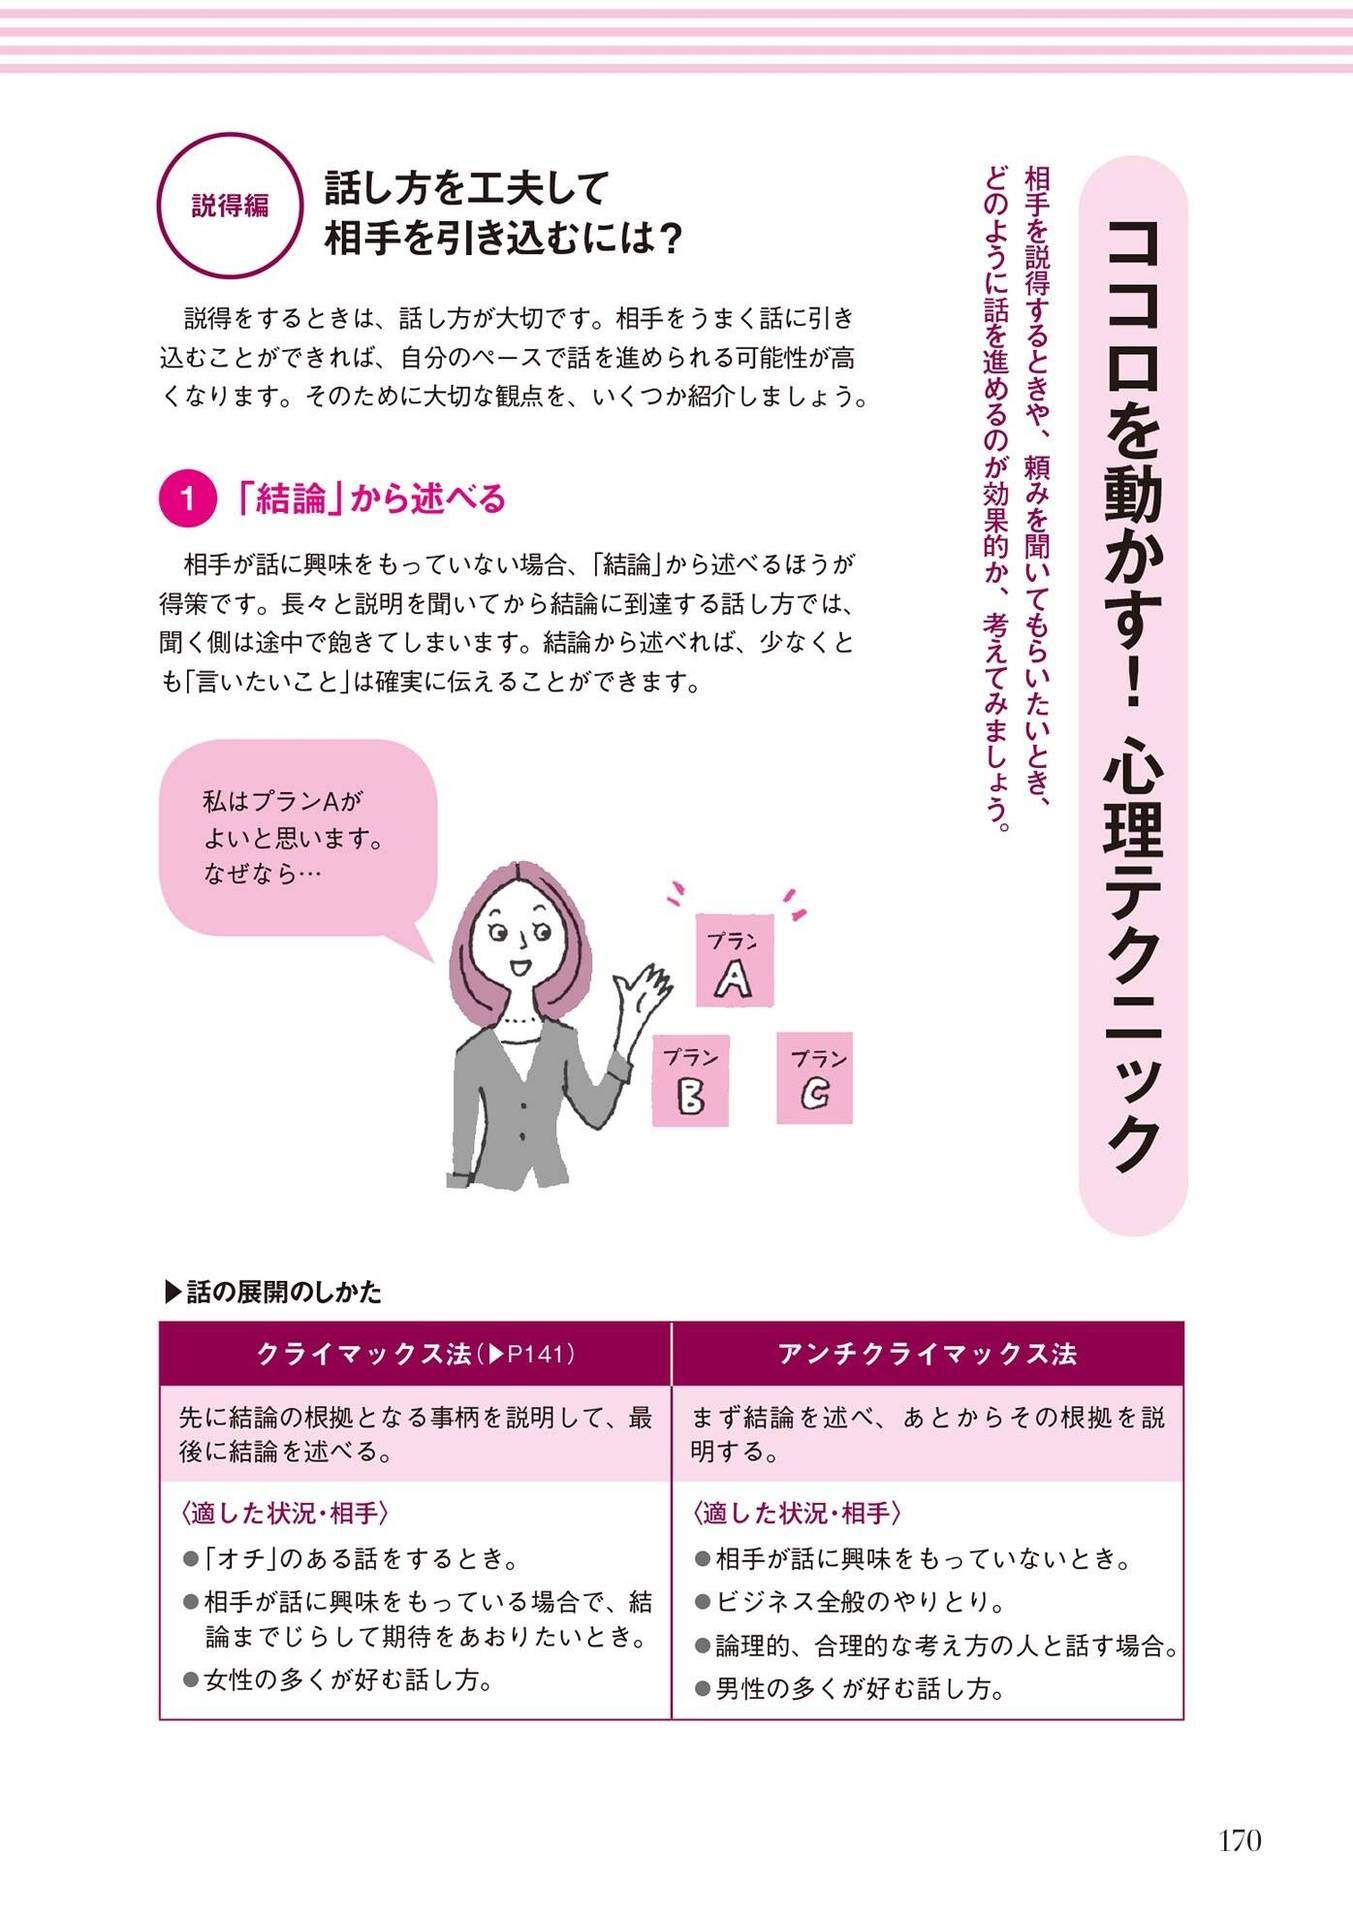 ココロを動かす！ 心理テクニック
相手を説得するときや、頼みを聞いてもらいたいとき、
どのように話を進めるのが効果的か、考えてみましょう。
説得編
話し方を工夫して
相手を引き込むには？
説得をするときは、話し方が大切です。相手をうまく話に引き
込むことができれば、自分のペースで話を進められる可能性が高
くなります。そのために大切な観点を、いくつか紹介しましょう。
1 「結論」から述べる
相手が話に興味をもっていない場合、「結論」から述べるほうが
得策です。長々と説明を聞いてから結論に到達する話し方では、
聞く側は途中で飽きてしまいます。結論から述べれば、少なくと
も「言いたいこと」は確実に伝えることができます。
私はプランAが
よいと思います。
なぜなら…
プラン
A
プラン
B
プラン
C
▶話の展開のしかた
クライマックス法（▶P141）
先に結論の根拠となる事柄を説明して、最
後に結論を述べる。
〈適した状況・相手〉
●「オチ」のある話をするとき。
●相手が話に興味をもっている場合で、結
論までじらして期待をあおりたいとき。
●女性の多くが好む話し方。
アンチクライマックス法
まず結論を述べ、あとからその根拠を説
明する。
〈適した状況・相手〉
●相手が話に興味をもっていないとき。
●ビジネス全般のやりとり。
●論理的、合理的な考え方の人と話す場合。
●男性の多くが好む話し方。
170